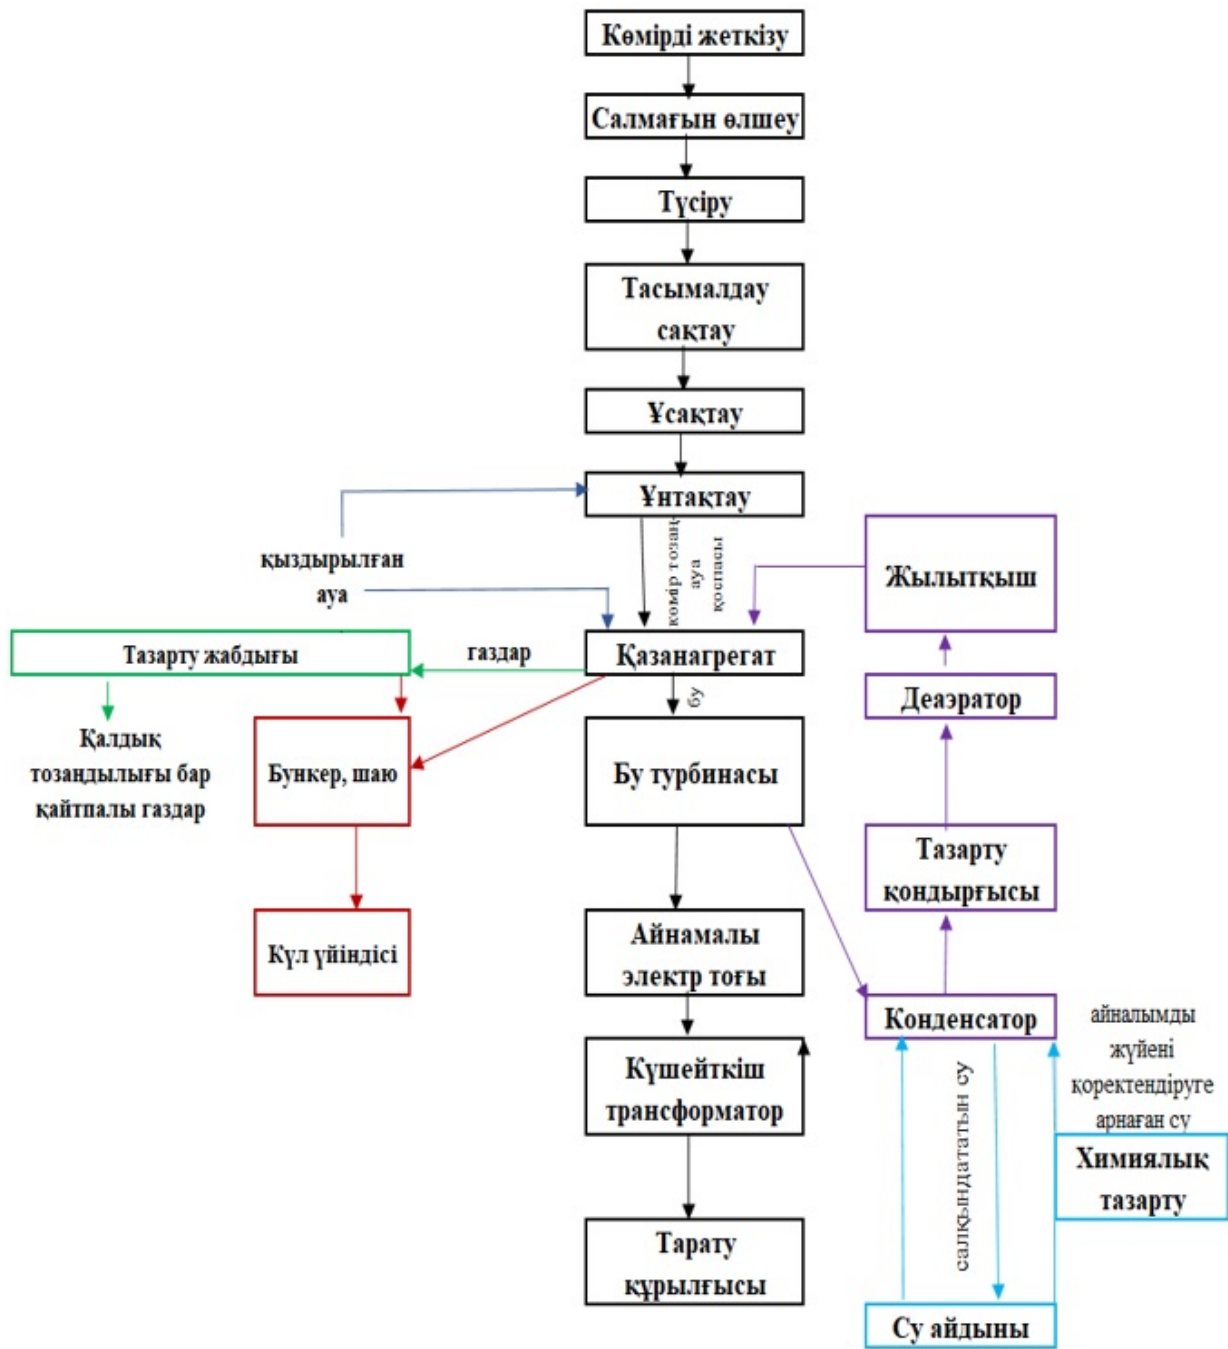 Көмірді жеткізу
Салмағын өлшеу
Түсіру
Тасымалдау
сақтау
Ұсақтау
Ұнтақтау
қыздырылған
ауа
көмір тозаң-
ауа
қоспасы
Жылытқыш
Тазарту жабдығы
газдар
Қазанагрегат
бу
Деаэратор
Қалдық
тозаңдылығы бар
қайтпалы газдар
Бункер, шаю
Бу турбинасы
Тазарту
қондырғысы
Күл үйіндісі
Айнамалы
электр тоғы
Конденсатор
айналымды
жүйені
қоректендіруге
арнаған су
Күшейткіш
трансформатор
салқындататын су
Химиялық
тазарту
Тарату
құрылғысы
Су айдыны